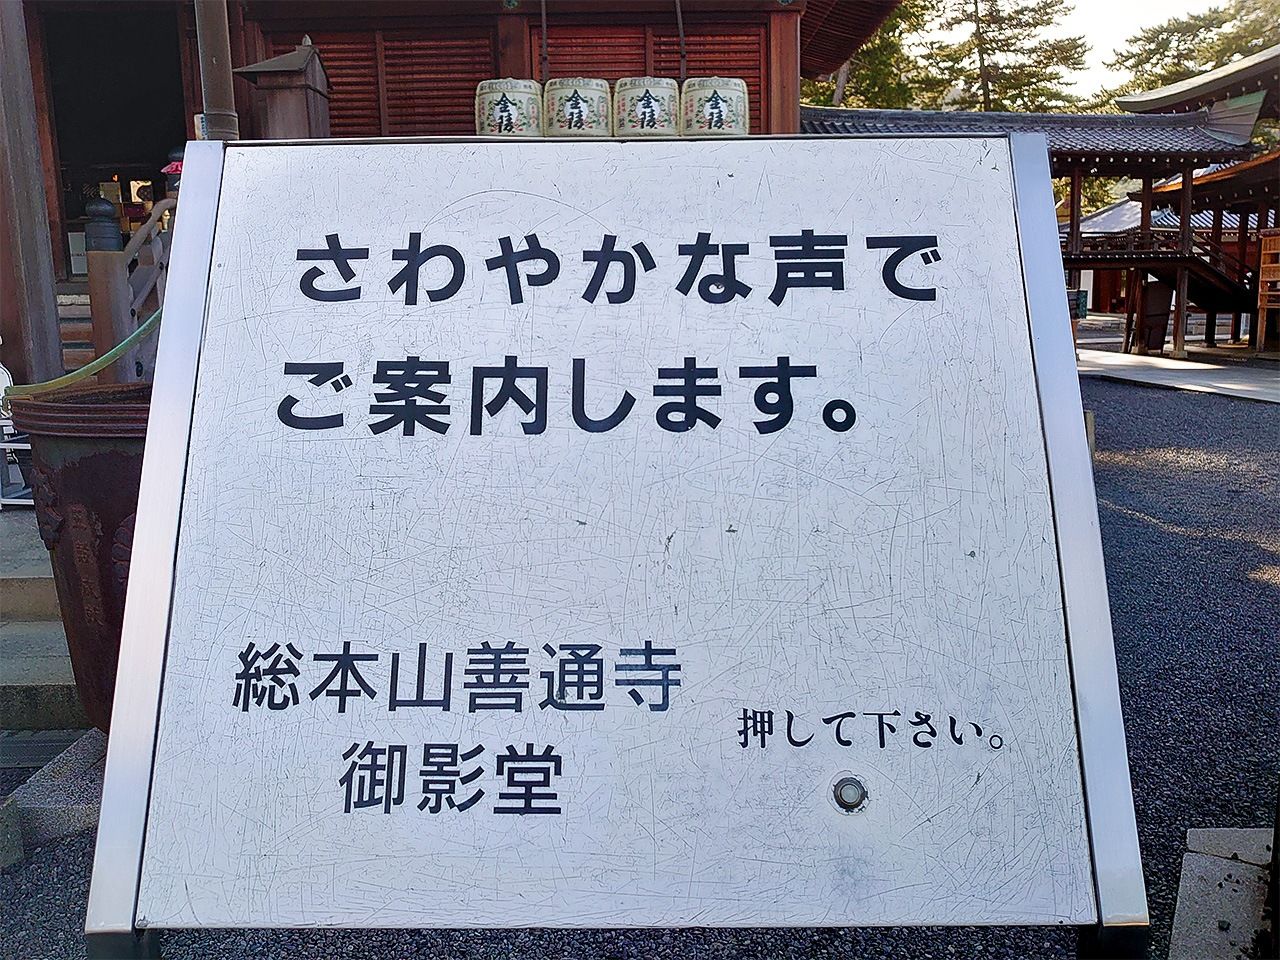 金陵 金陵 金陵 金陵
さわやかな声で
ご案内します。
総本山善通寺
御影堂
押して下さい。